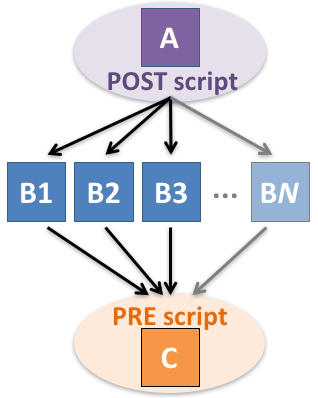 A
POST script
B1 B2 B3 ... BN
PRE script
C